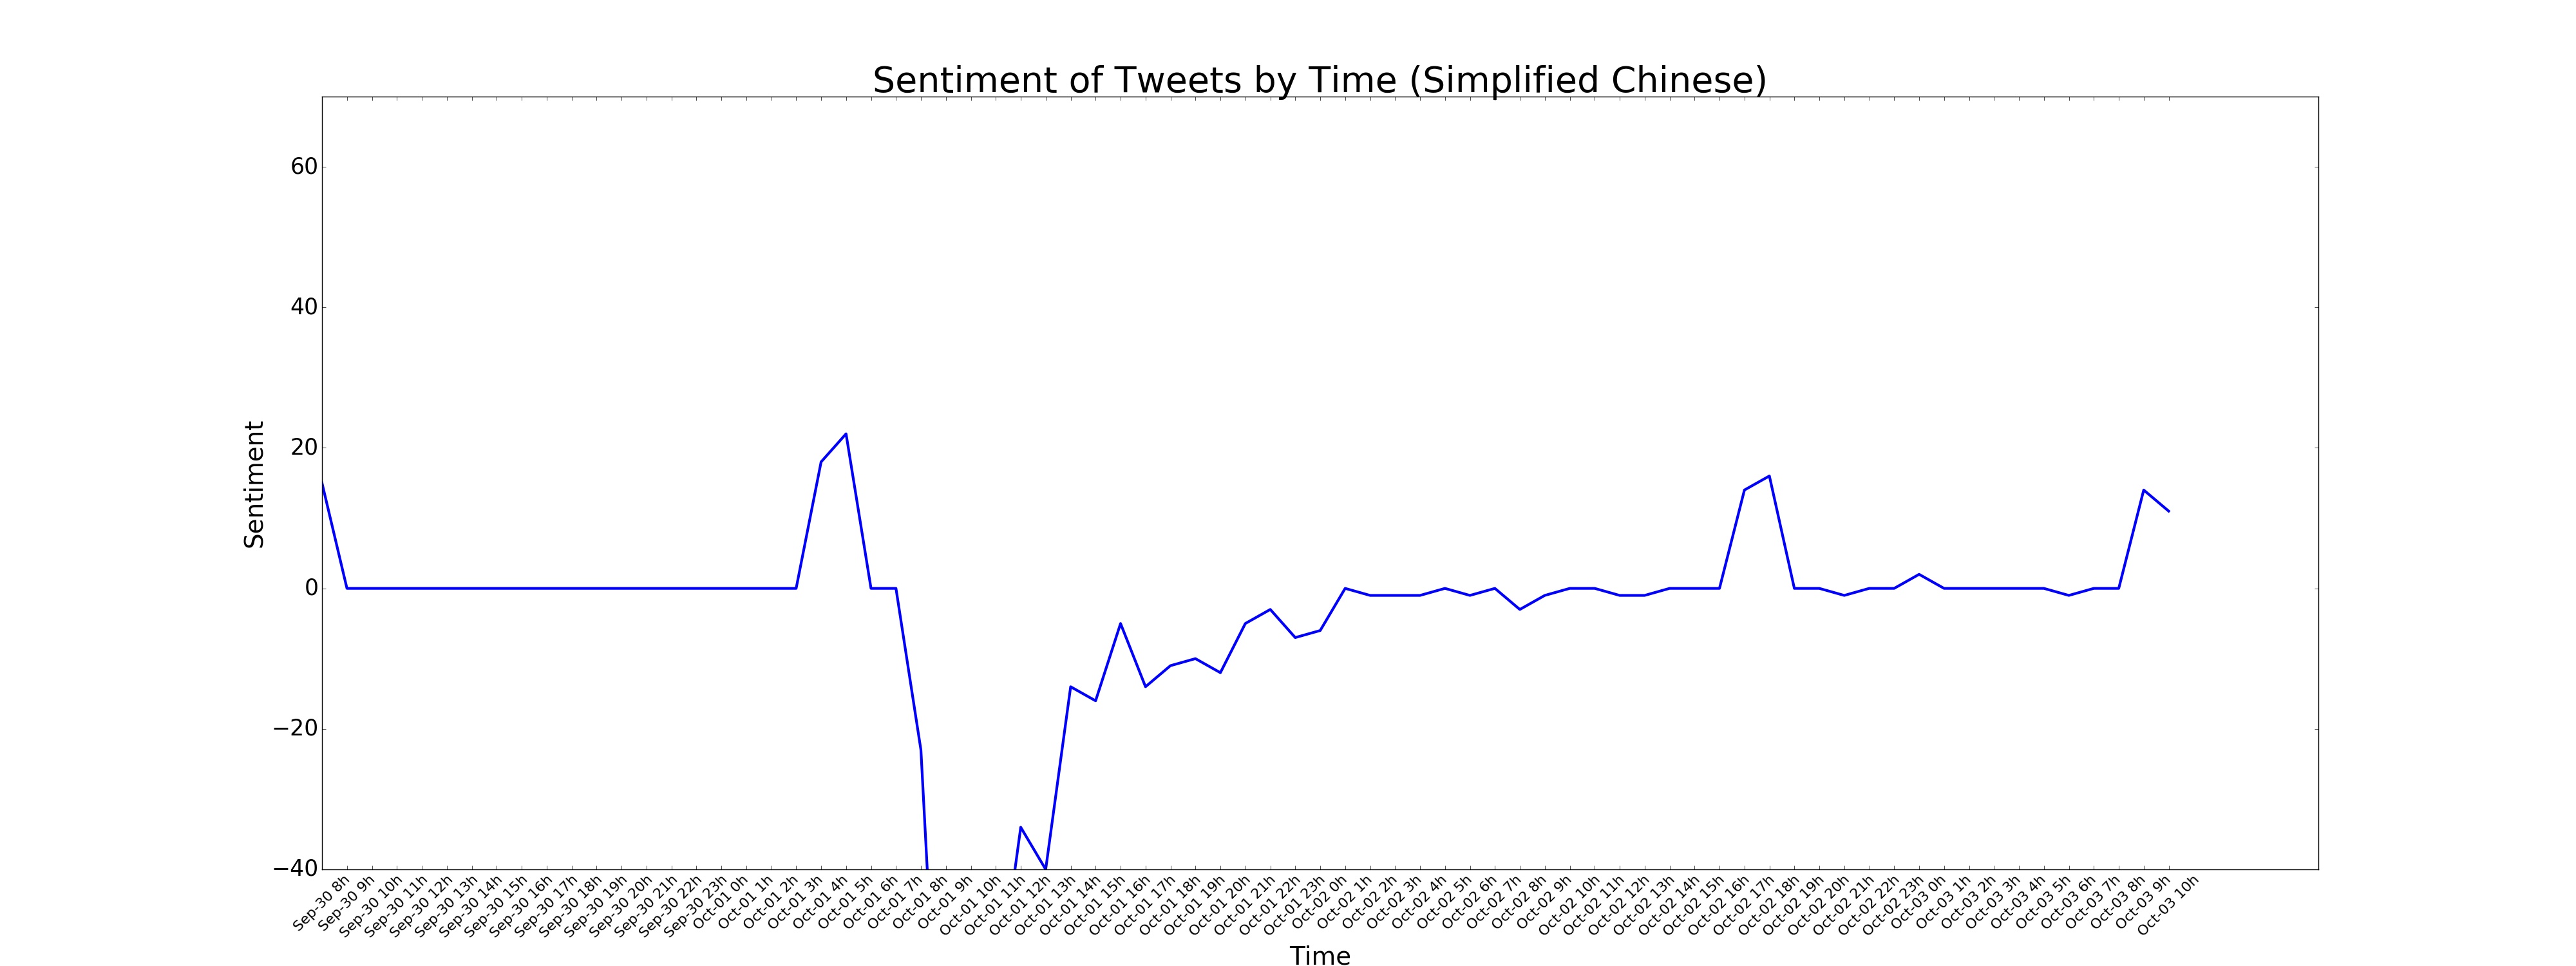 Sentiment of Tweets by Time (Simplified Chinese)
60
40
20
0
−20
−40
Sentiment
Sep-30 8h
Sep-30 9h
Sep-30 10h
Sep-30 11h
Sep-30 12h
Sep-30 13h
Sep-30 14h
Sep-30 15h
Sep-30 16h
Sep-30 17h
Sep-30 18h
Sep-30 19h
Sep-30 20h
Sep-30 21h
Sep-30 22h
Sep-30 23h
Oct-01 0h
Oct-01 1h
Oct-01 2h
Oct-01 3h
Oct-01 4h
Oct-01 5h
Oct-01 6h
Oct-01 7h
Oct-01 8h
Oct-01 9h
Oct-01 10h
Oct-01 11h
Oct-01 12h
Oct-01 13h
Oct-01 14h
Oct-01 15h
Oct-01 16h
Oct-01 17h
Oct-01 18h
Oct-01 19h
Oct-01 20h
Oct-01 21h
Oct-01 22h
Oct-01 23h
Oct-02 0h
Oct-02 1h
Oct-02 2h
Oct-02 3h
Oct-02 4h
Oct-02 5h
Oct-02 6h
Oct-02 7h
Oct-02 8h
Oct-02 9h
Oct-02 10h
Oct-02 11h
Oct-02 12h
Oct-02 13h
Oct-02 14h
Oct-02 15h
Oct-02 16h
Oct-02 17h
Oct-02 18h
Oct-02 19h
Oct-02 20h
Oct-02 21h
Oct-02 22h
Oct-02 23h
Oct-03 0h
Oct-03 1h
Oct-03 2h
Oct-03 3h
Oct-03 4h
Oct-03 5h
Oct-03 6h
Oct-03 7h
Oct-03 8h
Oct-03 9h
Oct-03 10h
Time